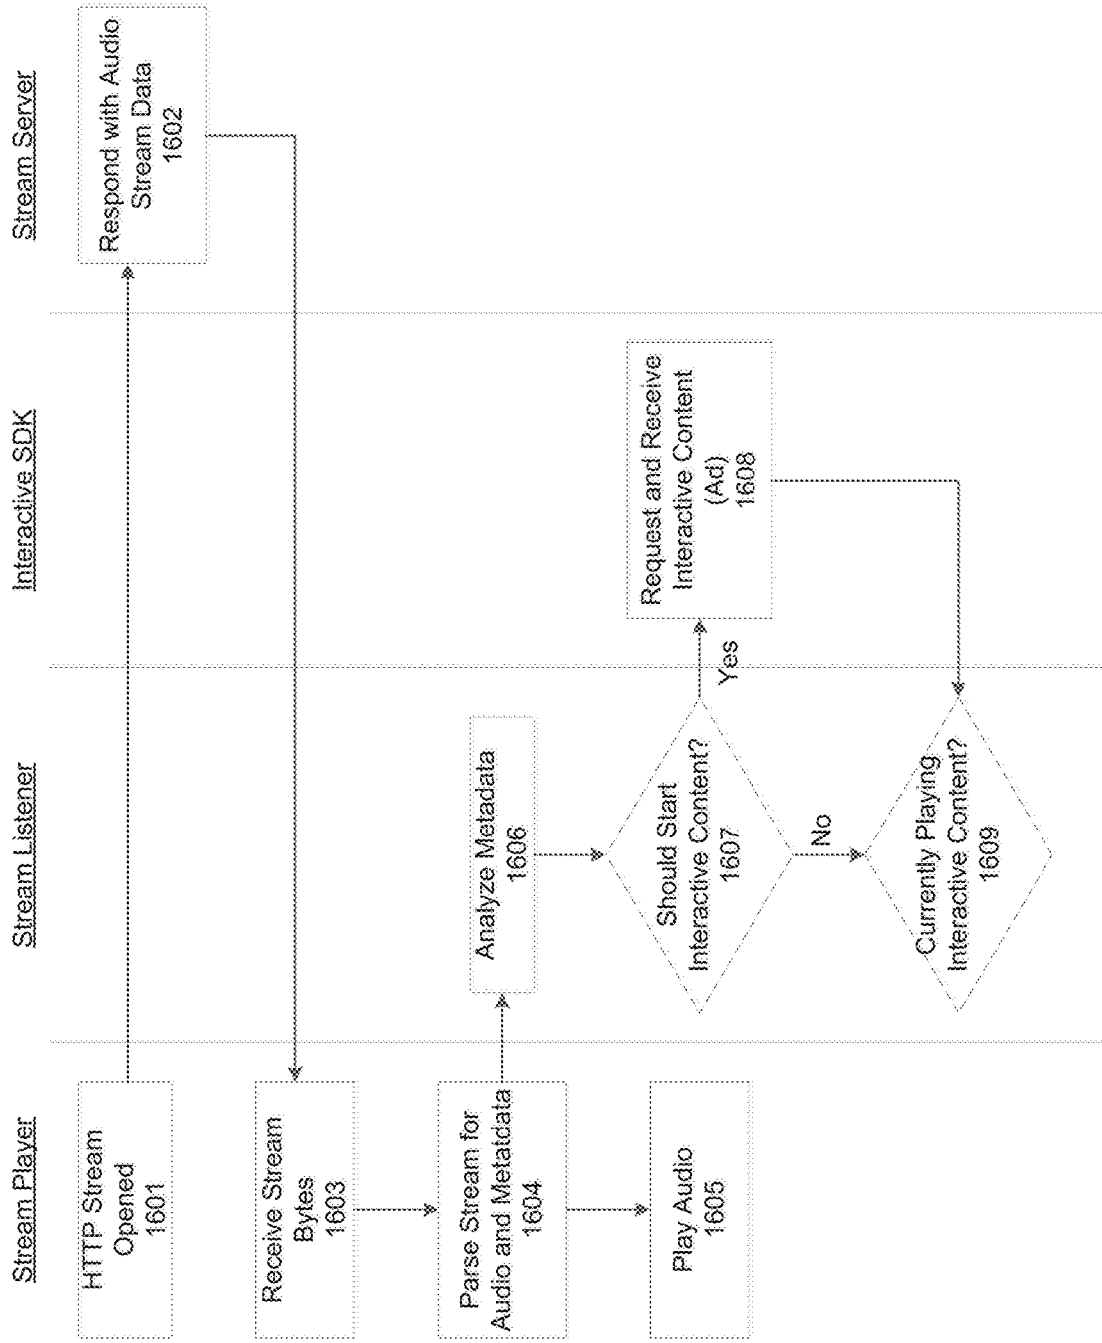 Stream Player
Stream Listener
Interactive SDK
Stream Server
HTTP Stream
Opened
1601
Respond with Audio
Stream Data
1602
Receive Stream
Bytes
1603
Parse Stream for
Audio and Metatdata
1604
Analyze Metadata
1606
Play Audio
1605
Should Start
Interactive Content?
1607
Yes
Request and Receive
Interactive Content
(Ad)
1608
No
Currently Playing
Interactive Content?
1609